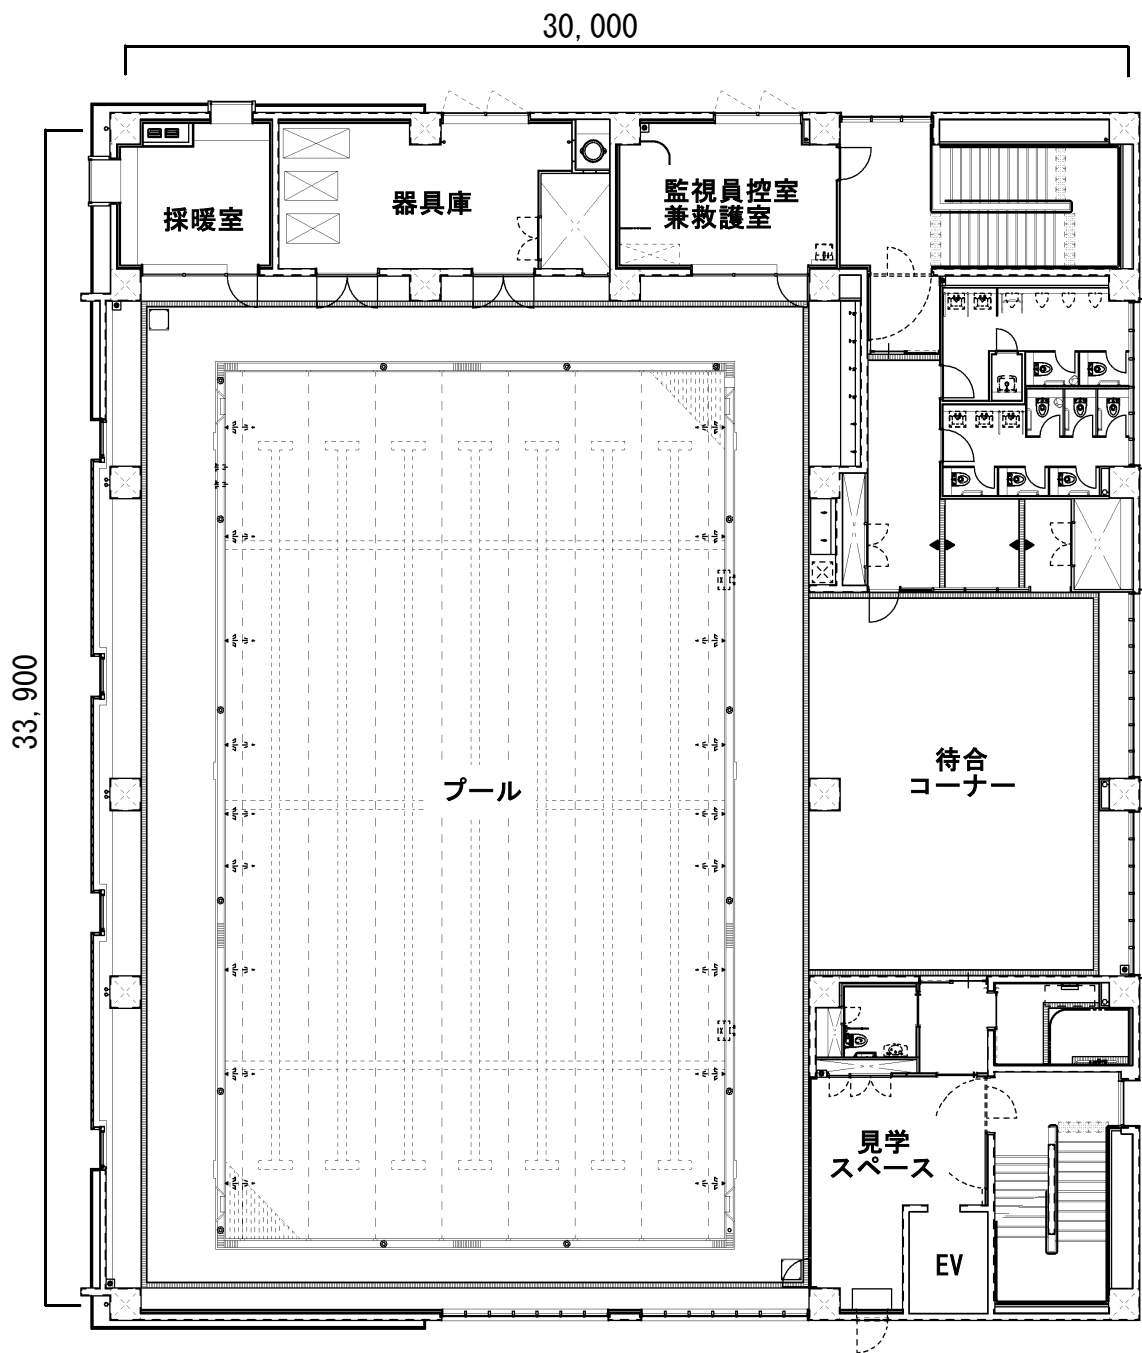 30,000
採暖室
器具庫
監視員控室
兼救護室
33,900
プール
待合
コーナー
見学
スペース
EV